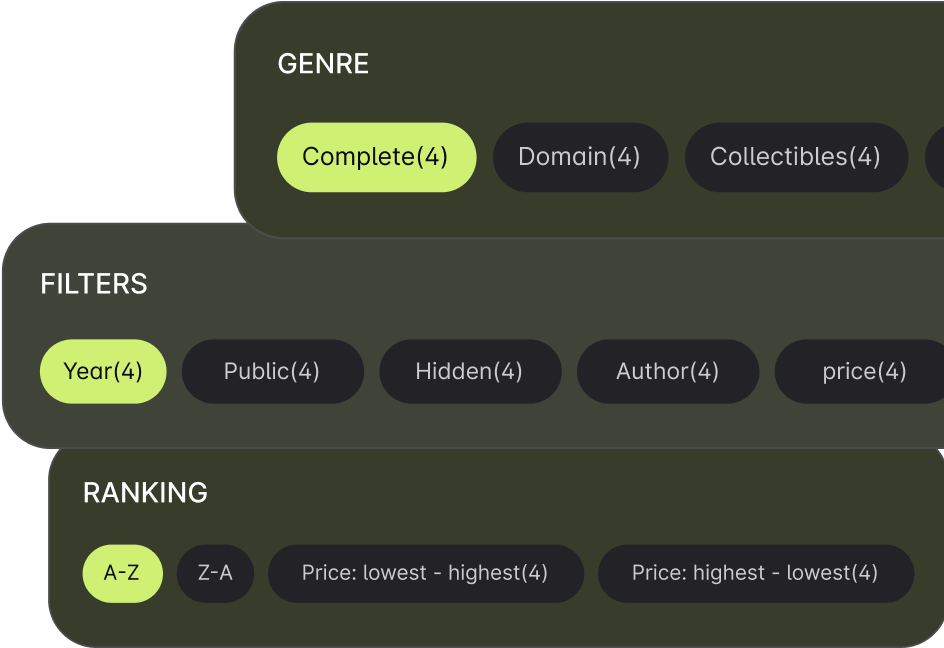 GENRE
Complete(4) Domain(4) Collectibles(4)
FILTERS
Year(4) Public(4) Hidden(4) Author(4) price(4)
RANKING
A-Z Z-A Price: lowest - highest(4) Price: highest - lowest(4)